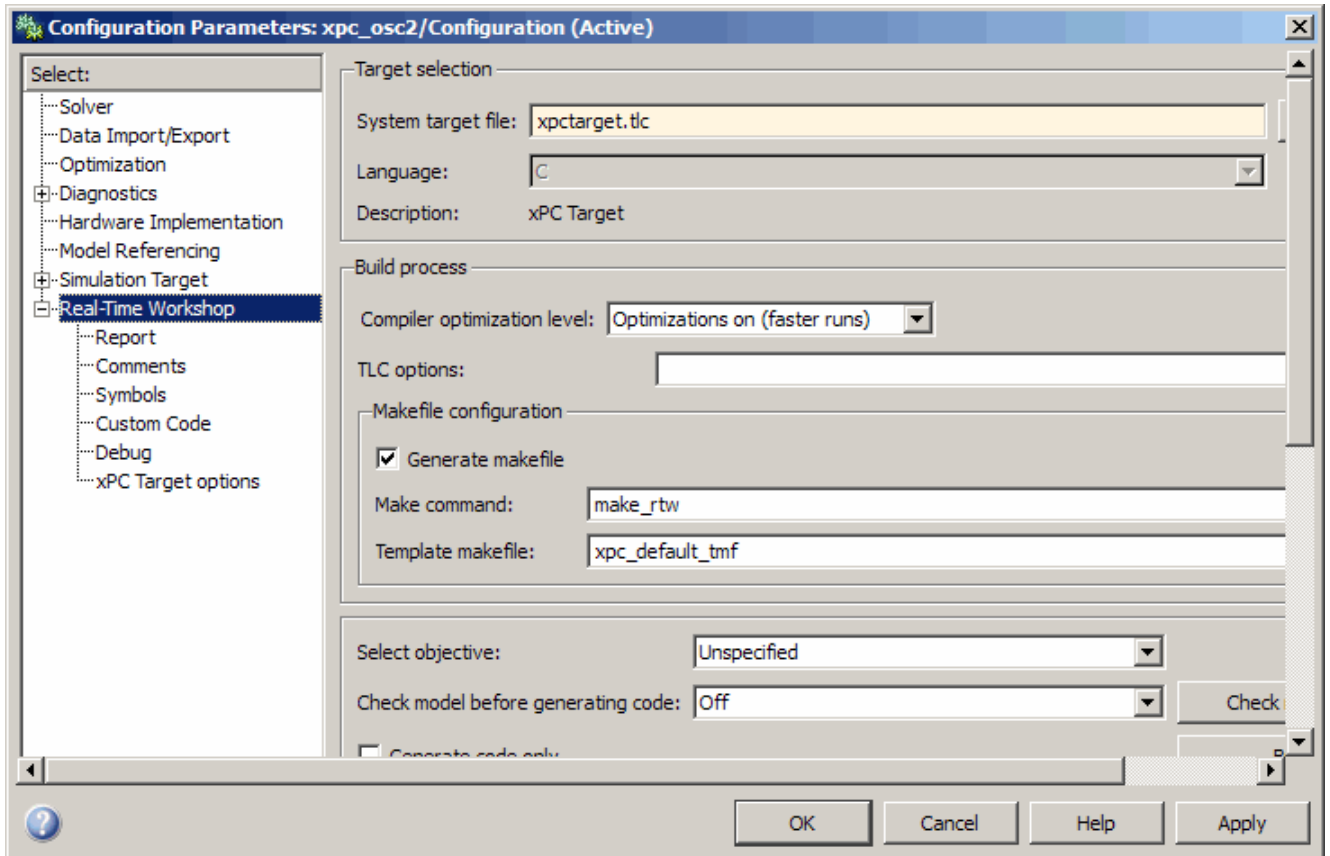 Configuration Parameters: xpc_osc2/Configuration (Active)
Select:
Solver
Data Import/Export
Optimization
Diagnostics
Hardware Implementation
Model Referencing
Simulation Target
Real-Time Workshop
Report
Comments
Symbols
Custom Code
Debug
xPC Target options
Target selection
System target file: xpctarget.tlc
Language: C
Description: xPC Target
Build process
Compiler optimization level: Optimizations on (faster runs)
TLC options:
Makefile configuration
Generate makefile
Make command: make_rtw
Template makefile: xpc_default_tmf
Select objective: Unspecified
Check model before generating code: Off Check
Generate code only
OK Cancel Help Apply